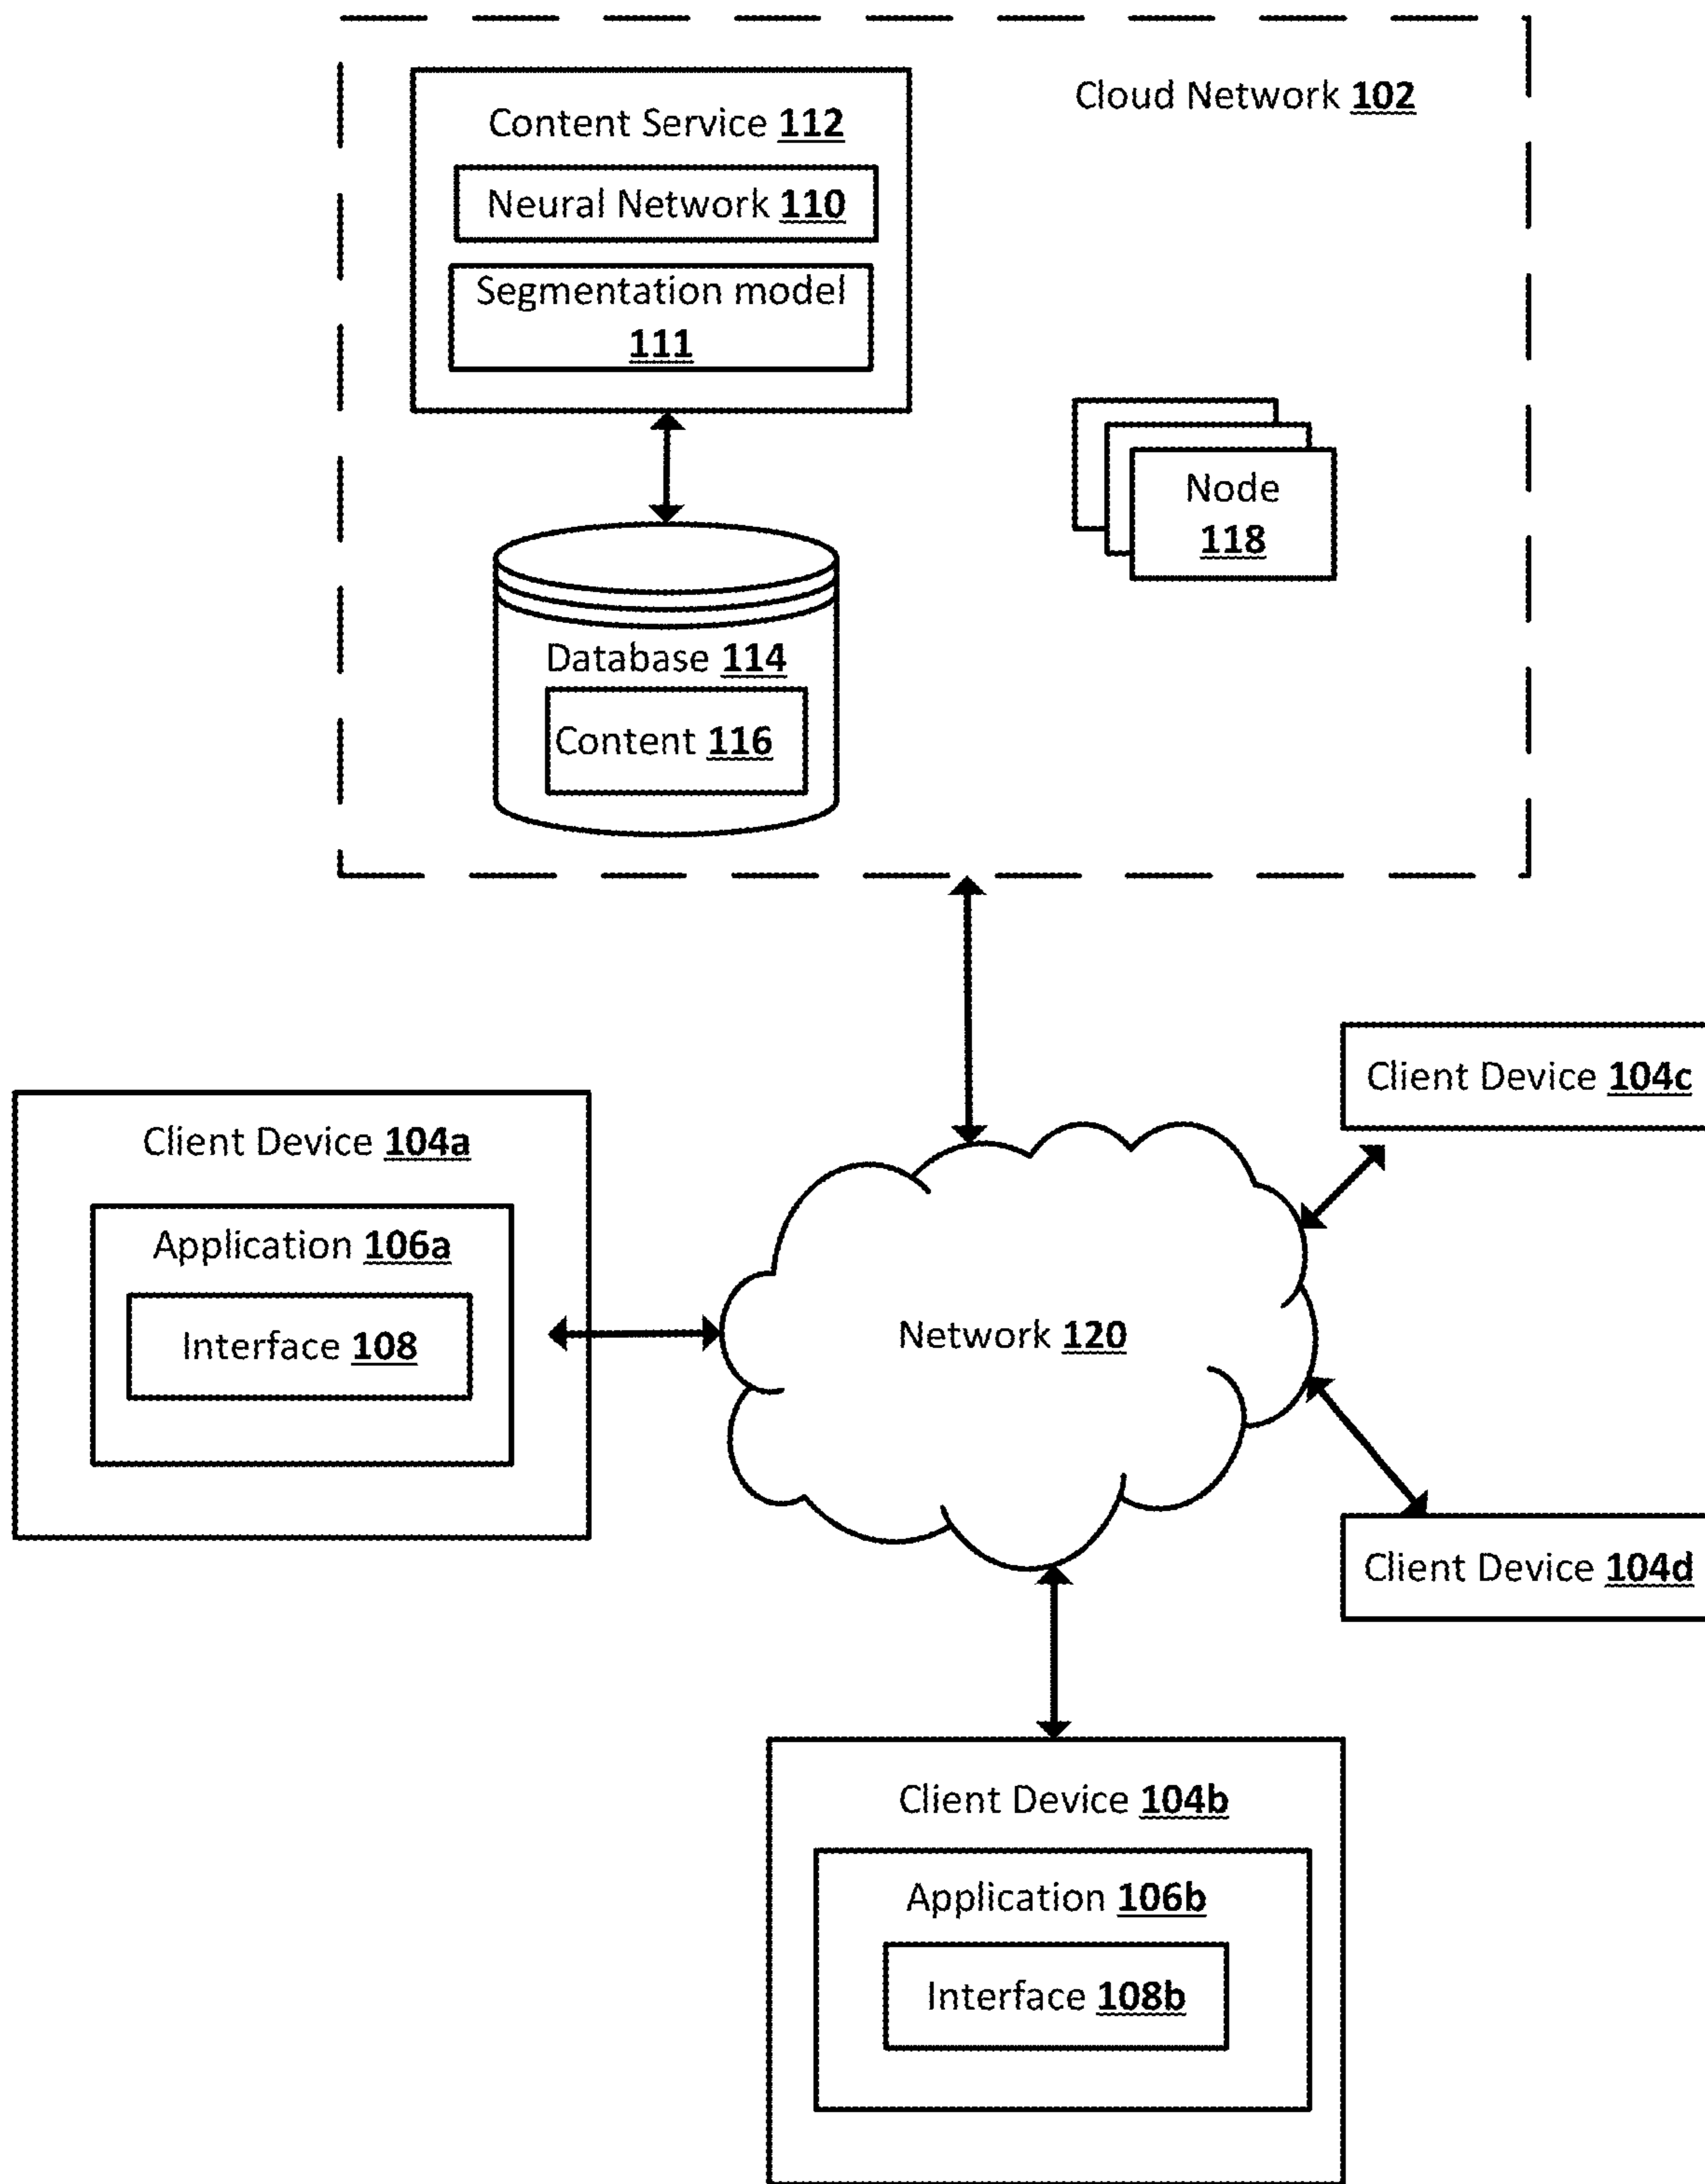 Cloud Network 102
Content Service 112
Neural Network 110
Segmentation model
111
Node
118
Database 114
Content 116
Client Device 104c
Client Device 104a
Application 106a
Interface 108
Network 120
Client Device 104d
Client Device 104b
Application 106b
Interface 108b